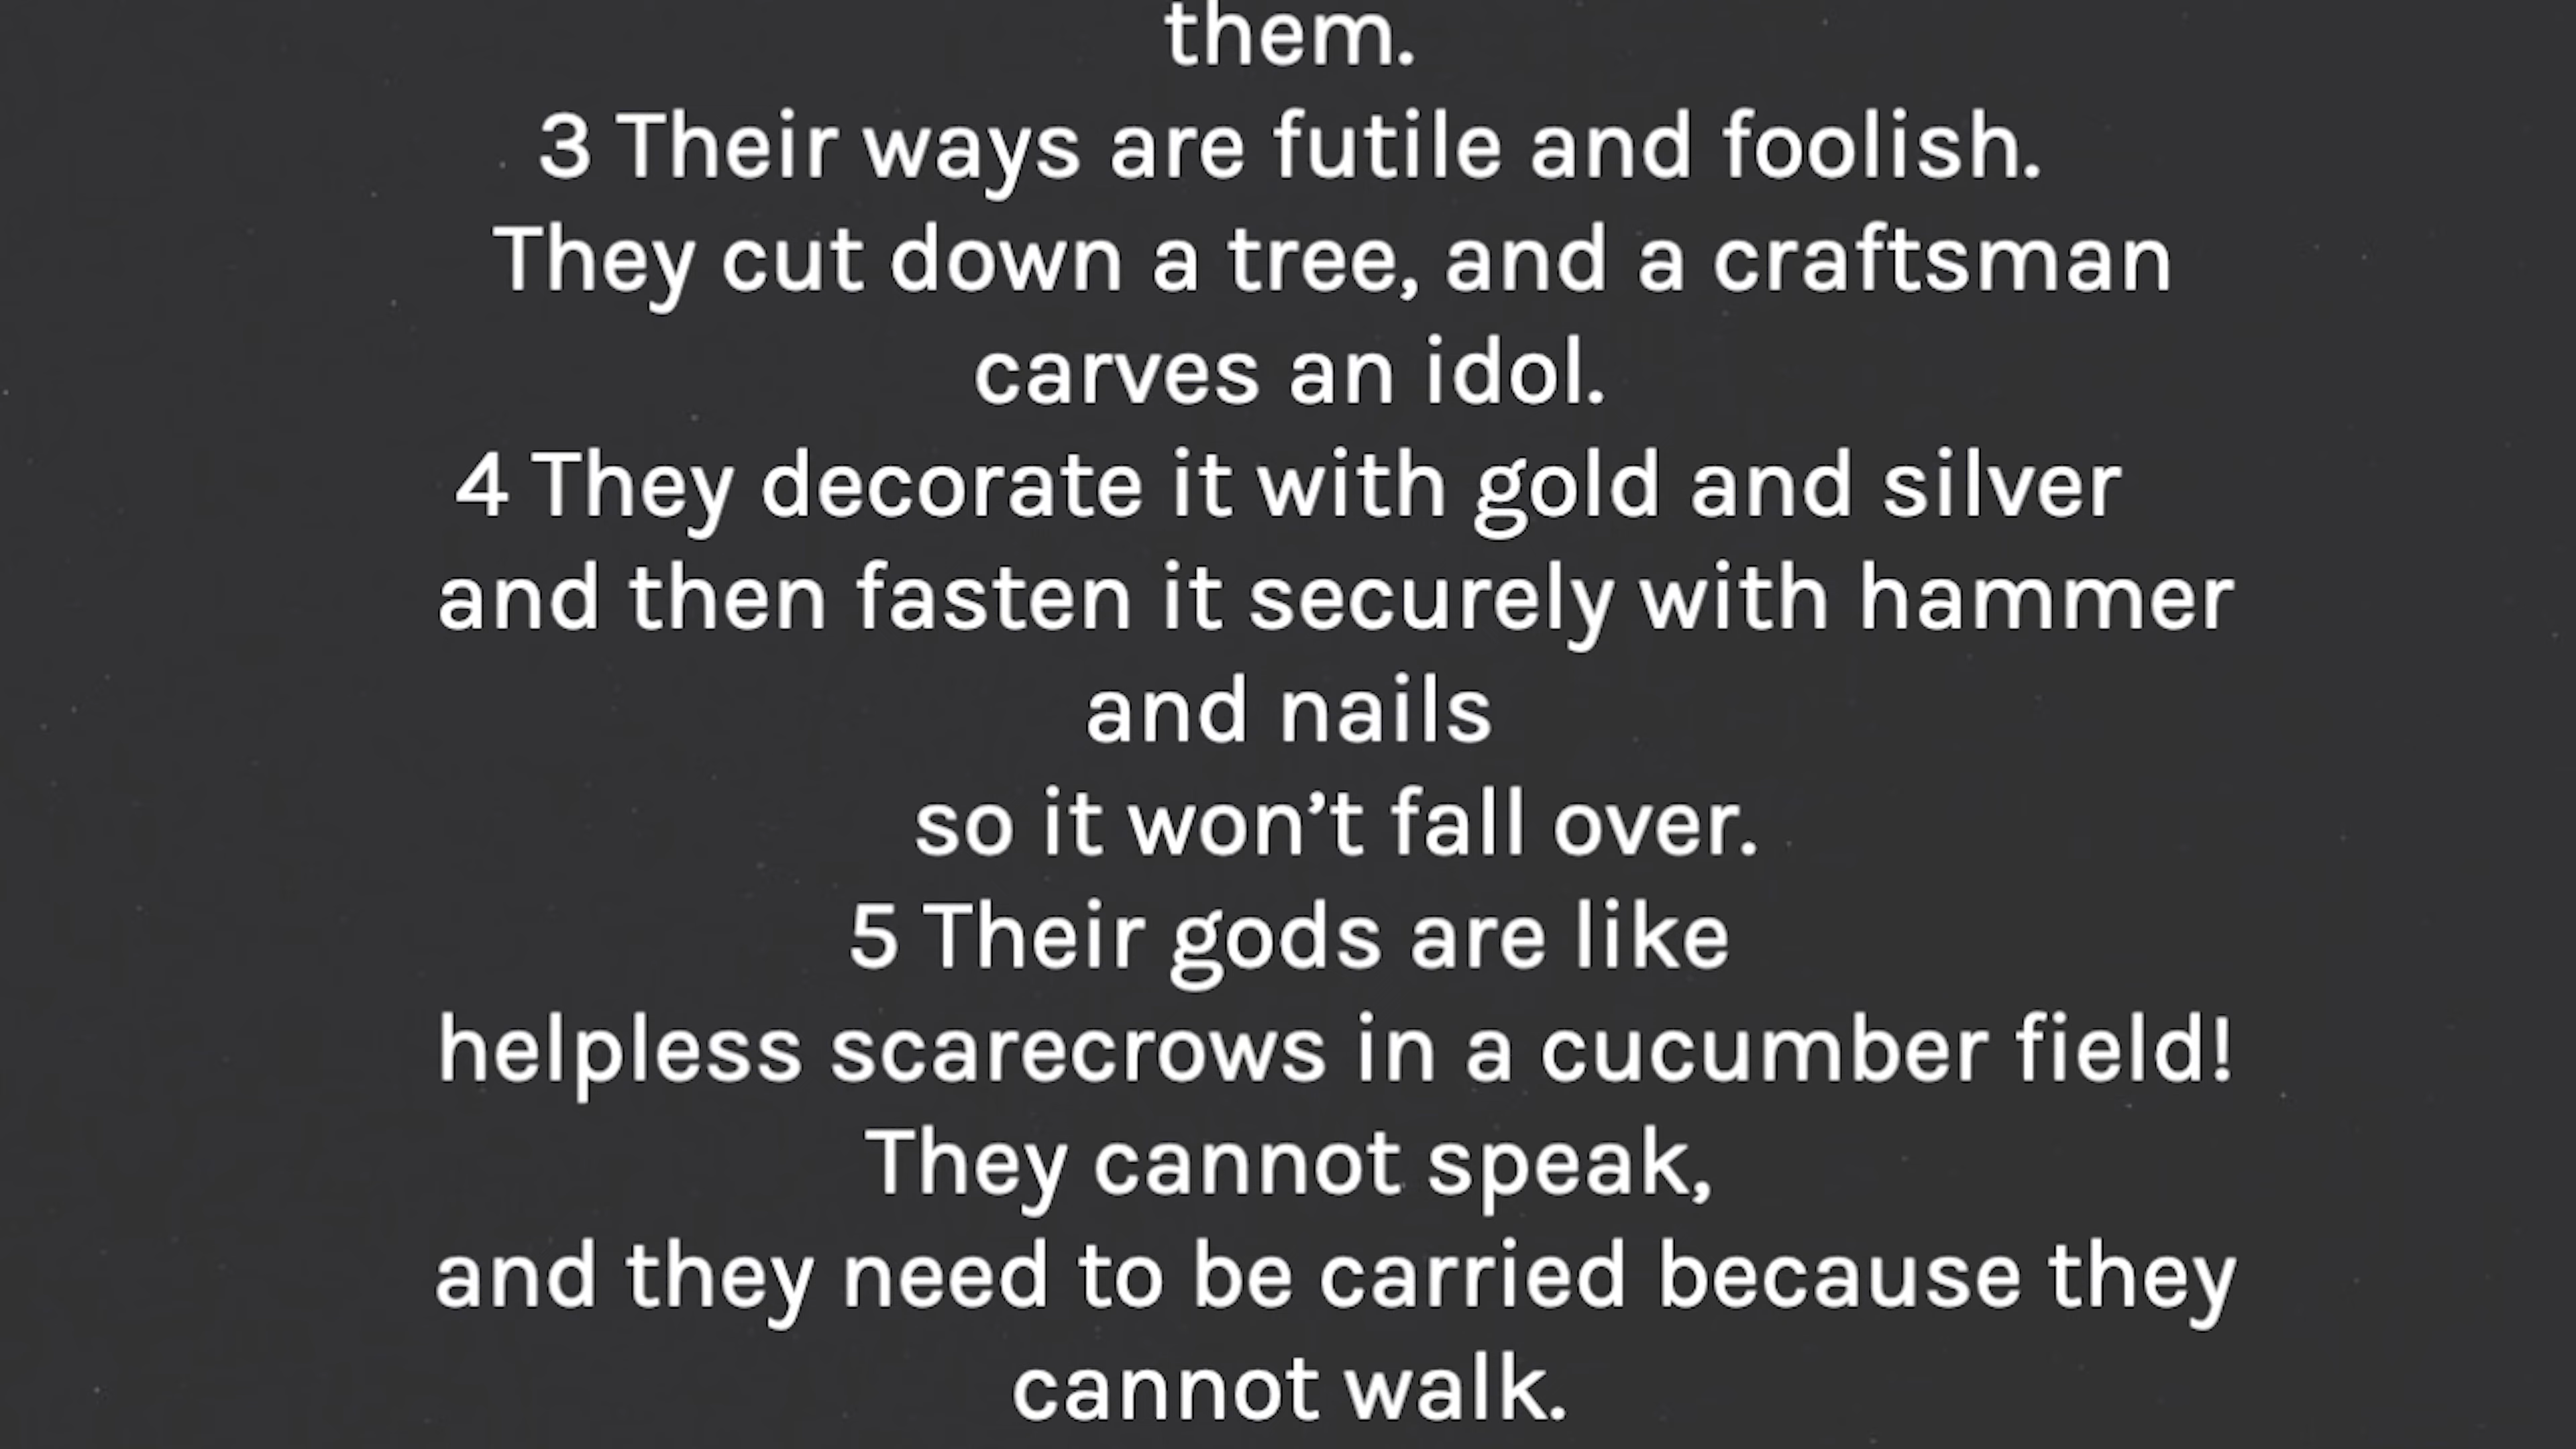 them.
3 Their ways are futile and foolish.
They cut down a tree, and a craftsman
carves an idol.
4 They decorate it with gold and silver
and then fasten it securely with hammer
and nails
so it won’t fall over.
5 Their gods are like
helpless scarecrows in a cucumber field!
They cannot speak,
and they need to be carried because they
cannot walk.